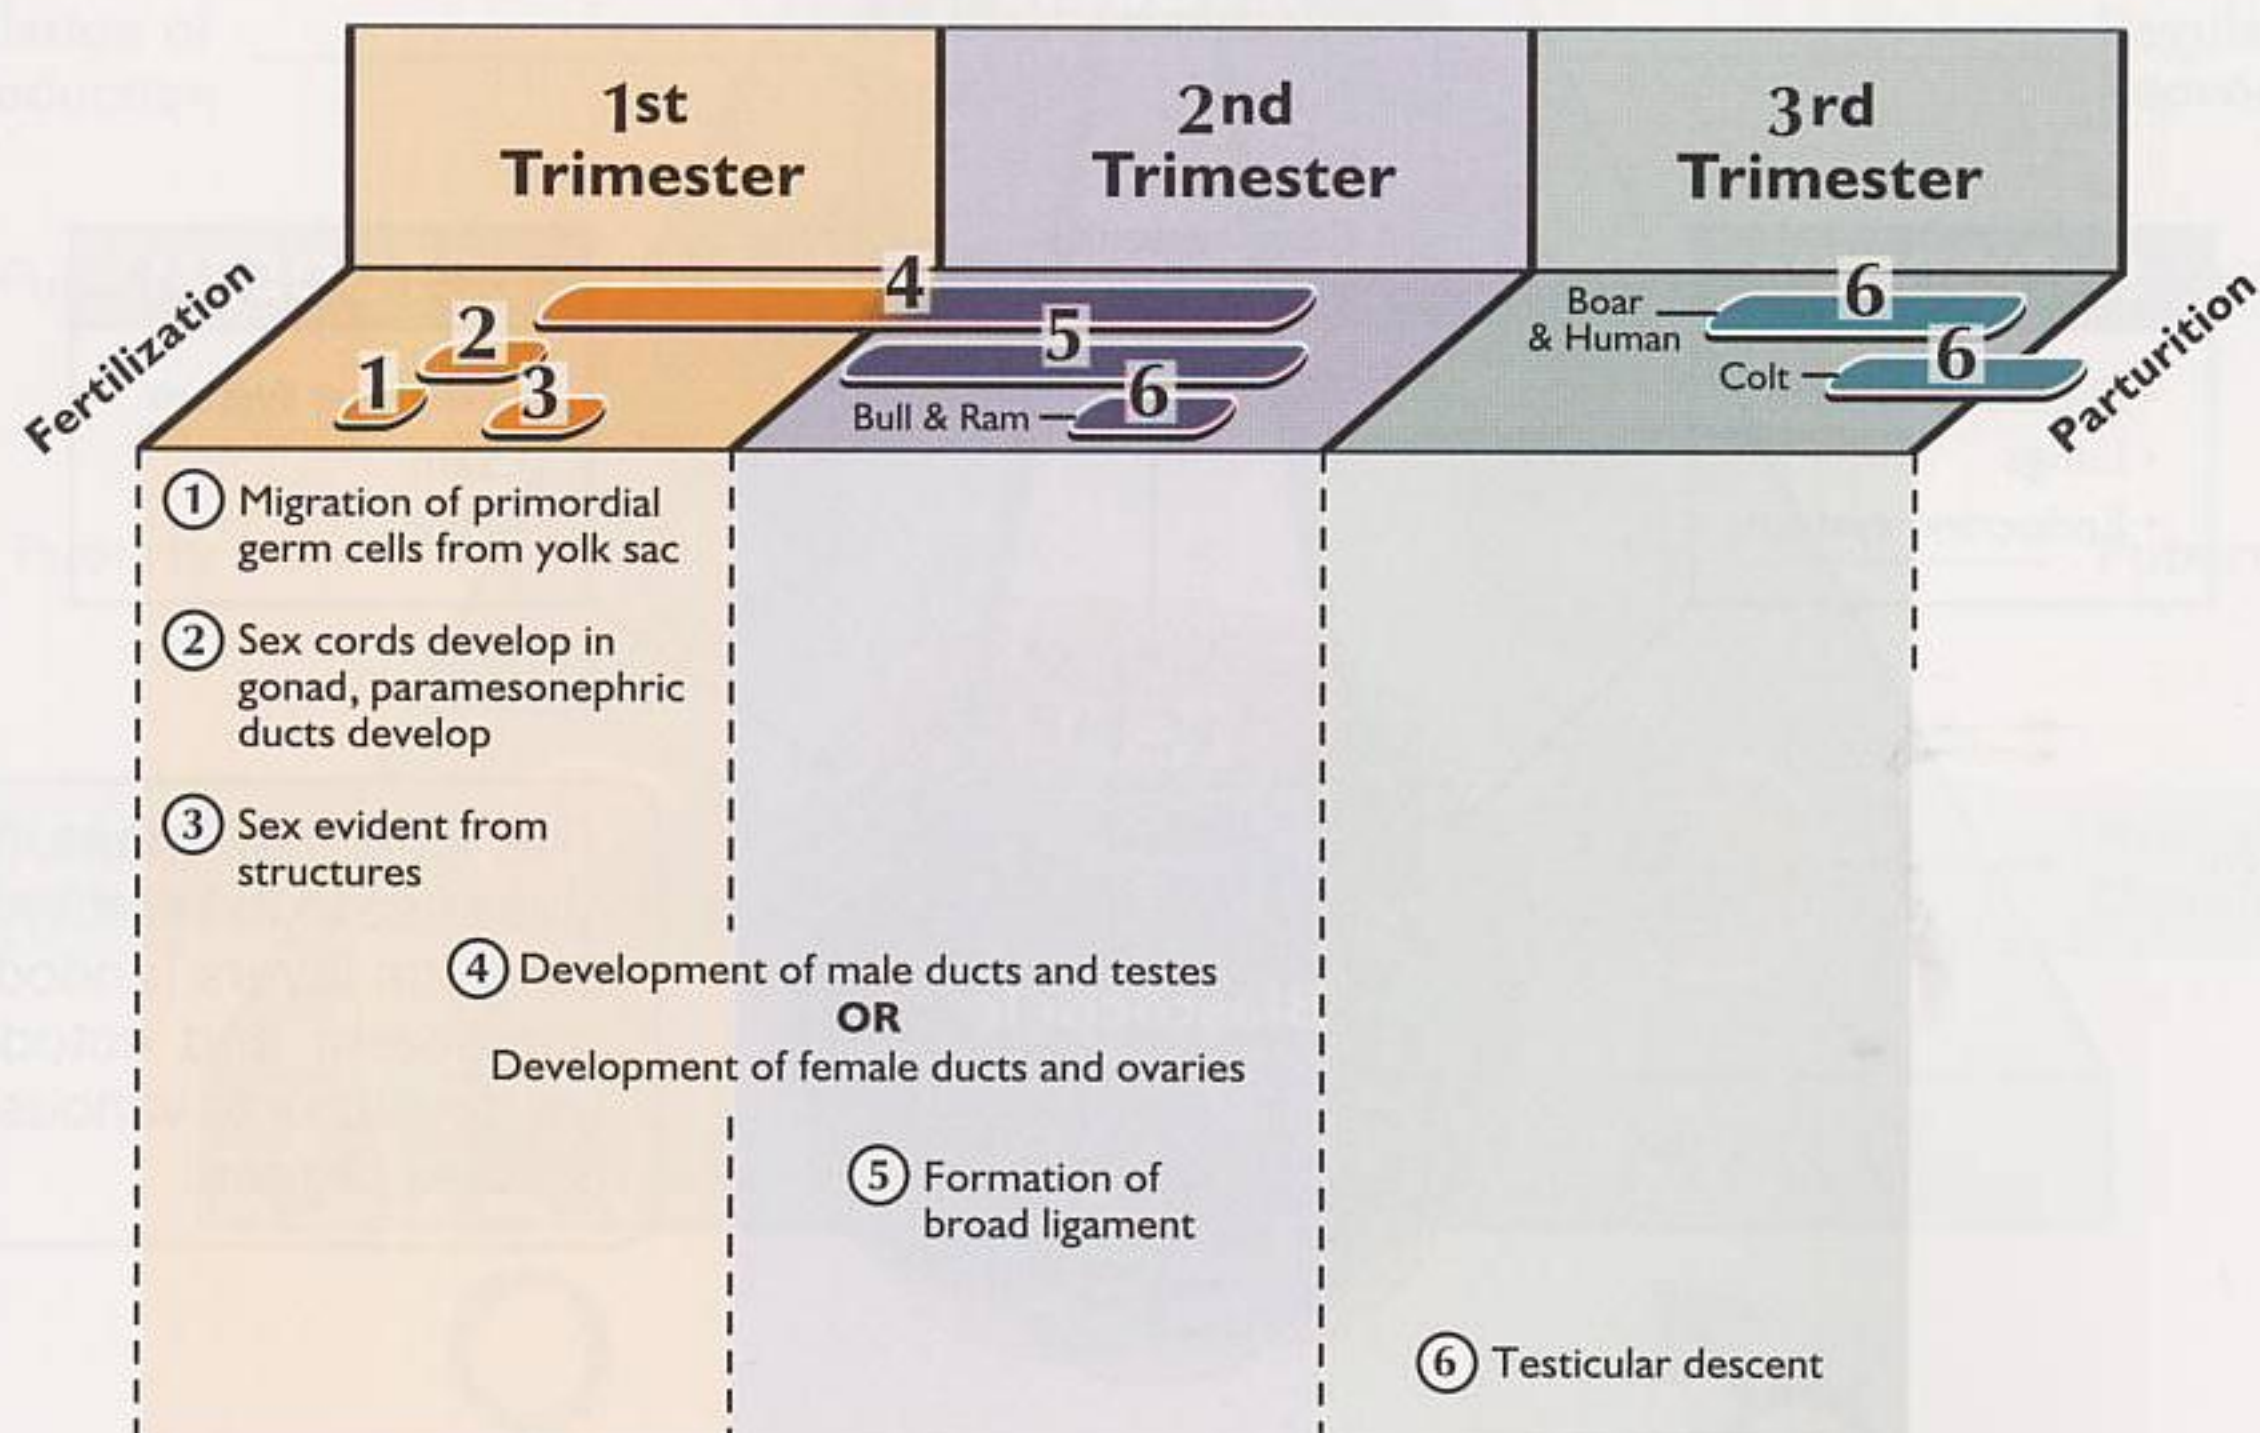 1st
Trimester
2nd
Trimester
3rd
Trimester
Fertilization
Parturition
4
2
5
1
3
6
Bull & Ram
Boar
& Human
6
Colt
6
1 Migration of primordial
germ cells from yolk sac
2 Sex cords develop in
gonad, paramesonephric
ducts develop
3 Sex evident from
structures
4 Development of male ducts and testes
OR
Development of female ducts and ovaries
5 Formation of
broad ligament
6 Testicular descent